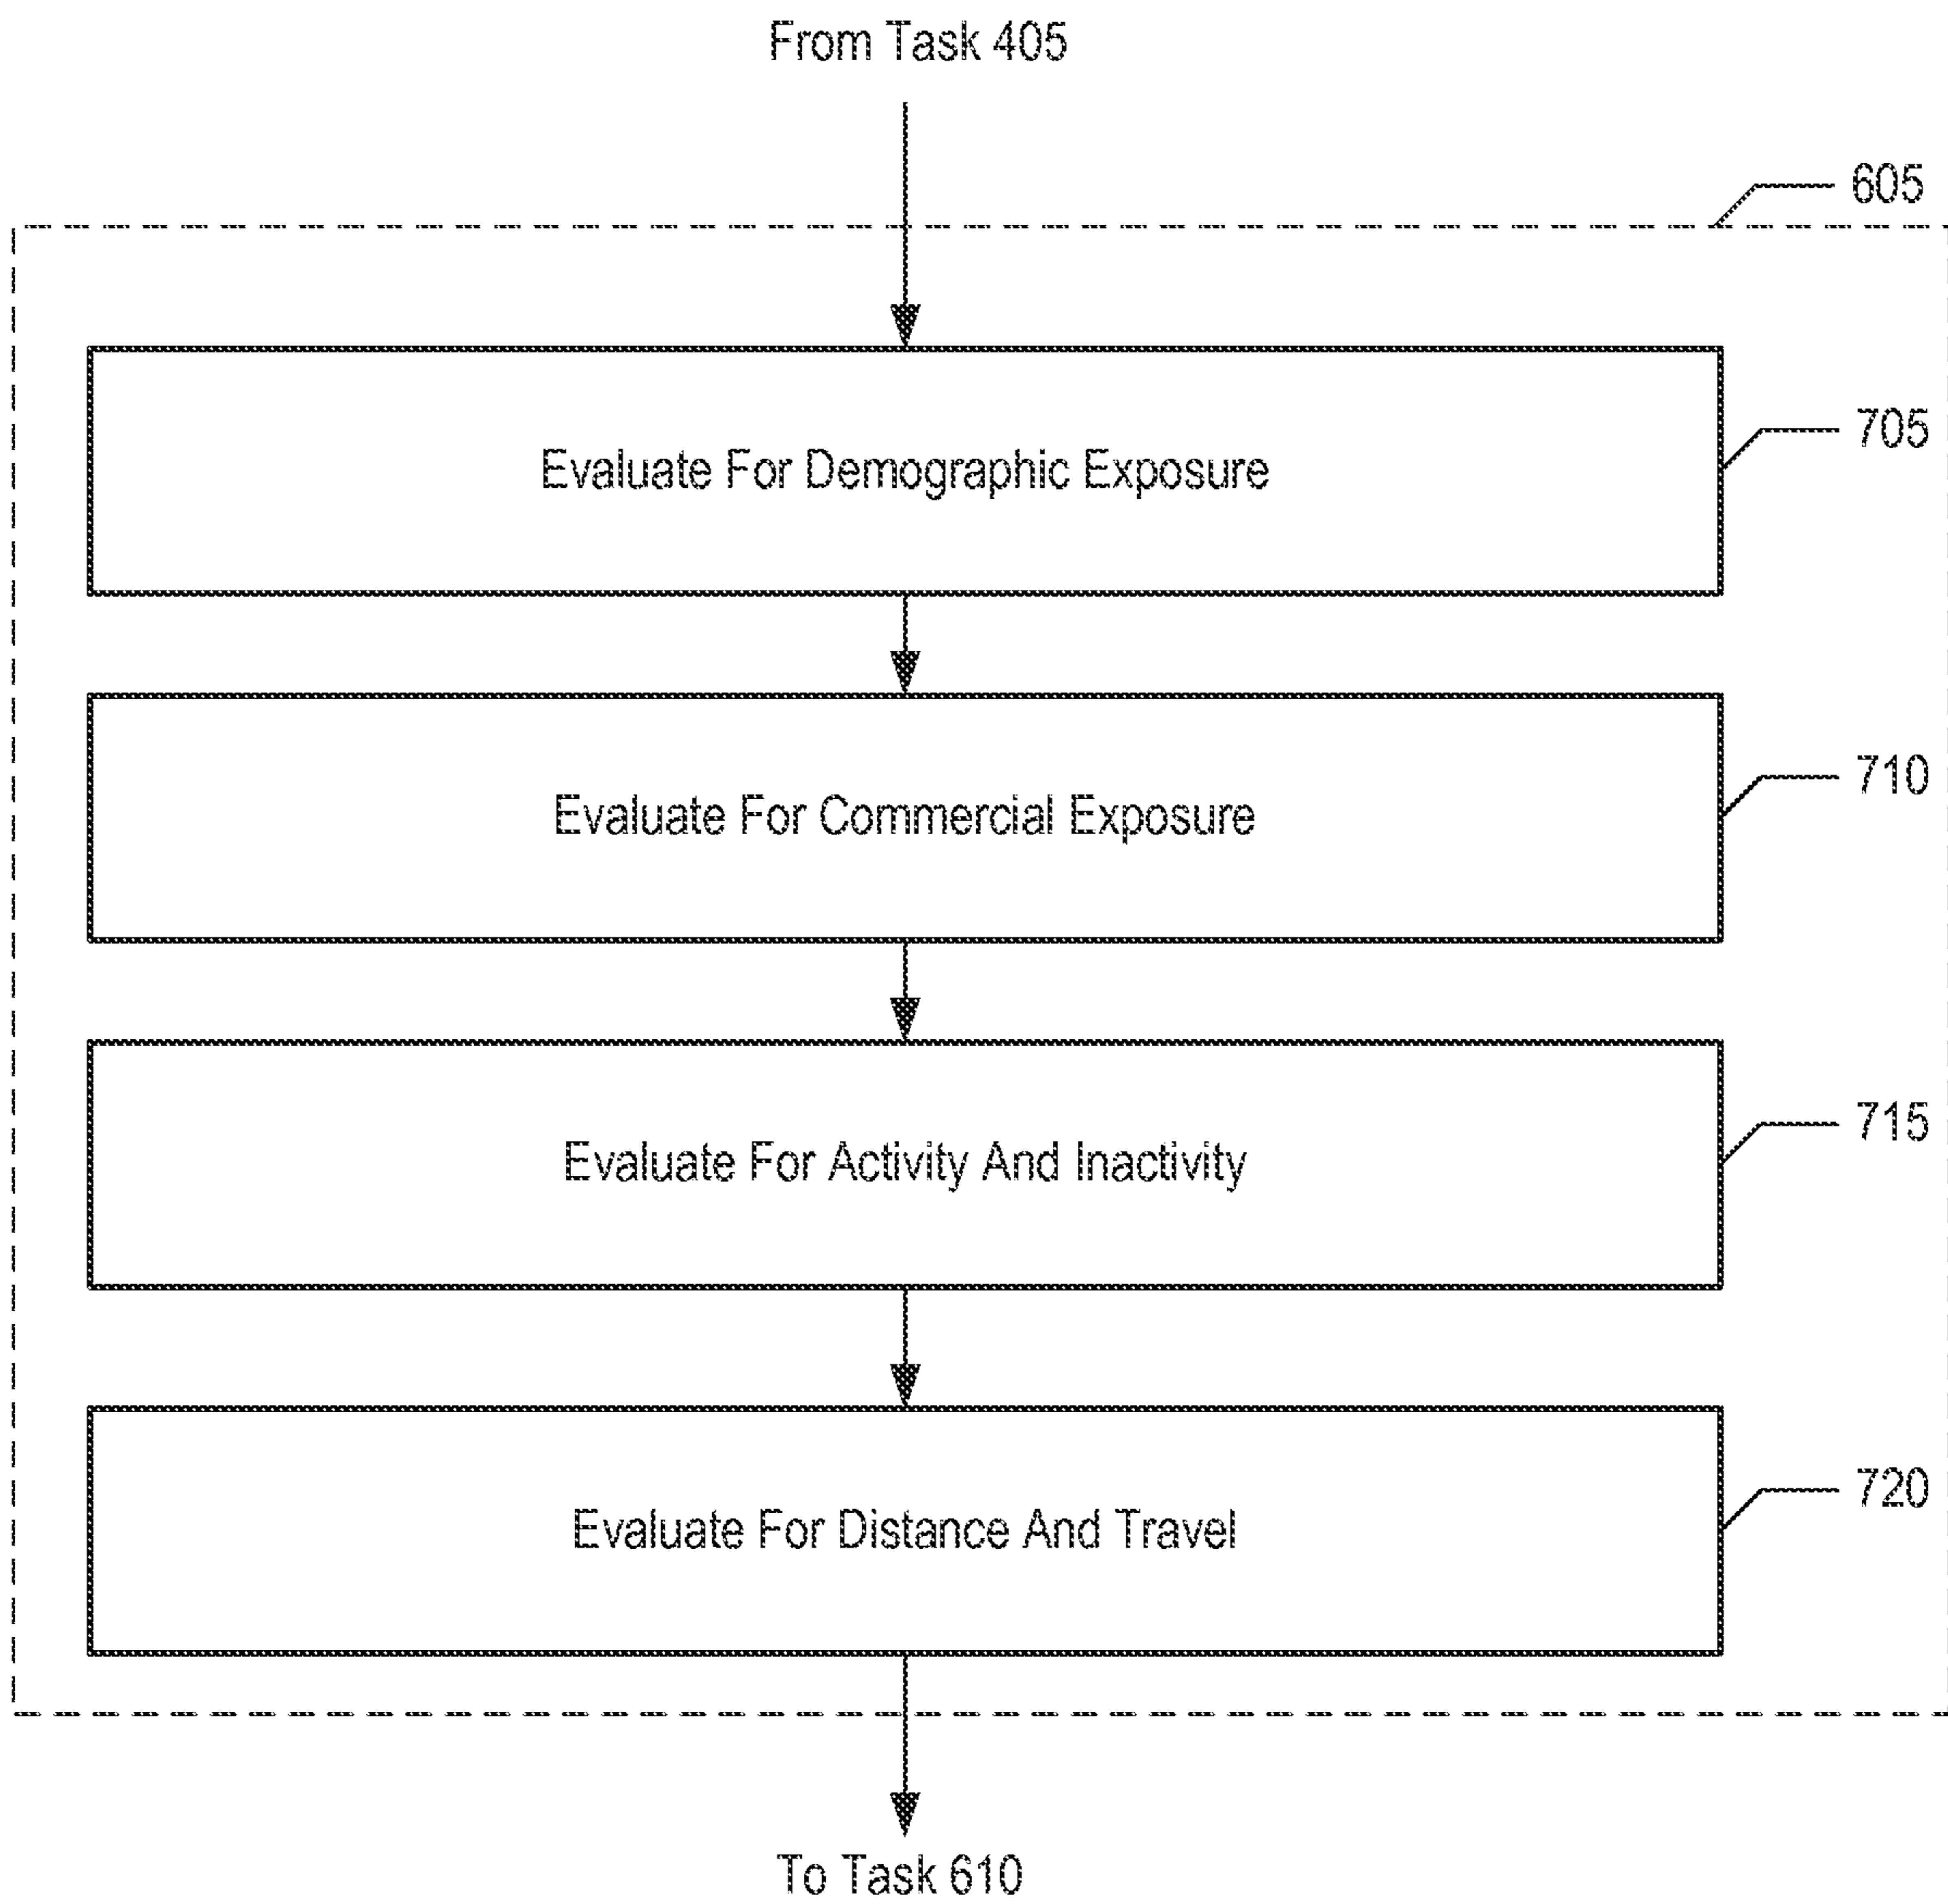 From Task 405
605
Evaluate For Demographic Exposure
705
Evaluate For Commercial Exposure
710
Evaluate For Activity And Inactivity
715
Evaluate For Distance And Travel
720
To Task 610